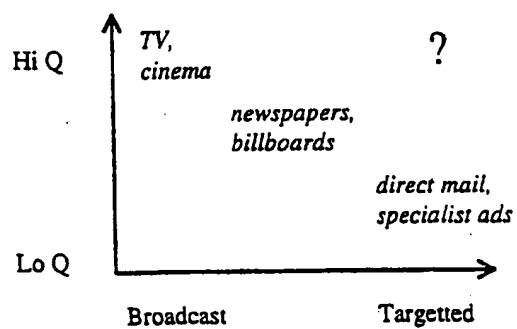 Hi Q
TV,
cinema
?
newspapers,
billboards
direct mail,
specialist ads
Lo Q
Broadcast
Targetted